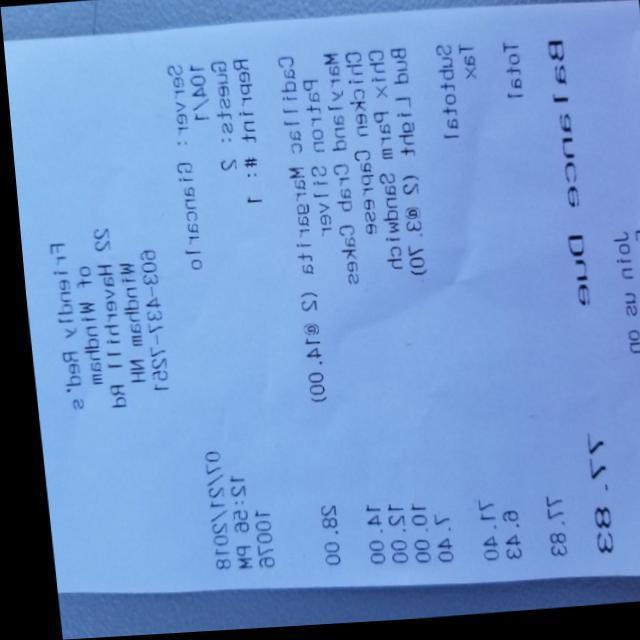 Friendly Red's
of Windham
22 Haverhill Rd
Windham NH
603-437-7251
Server: Giancarlo 07/21/2018
104/1 12:56 PM
Guests: 2 10076
Reprint #: 1
Cadillac Margarita (2 @14.00) 28.00
Patron Silver
Maryland Crab Cakes 14.00
Chicken Caprese 12.00
Chix Parm Sandwich 10.00
Bud Light (2 @3.70) 7.40
Subtotal 71.40
Tax 6.43
Total 77.83
Balance Due 77.83
Join us on